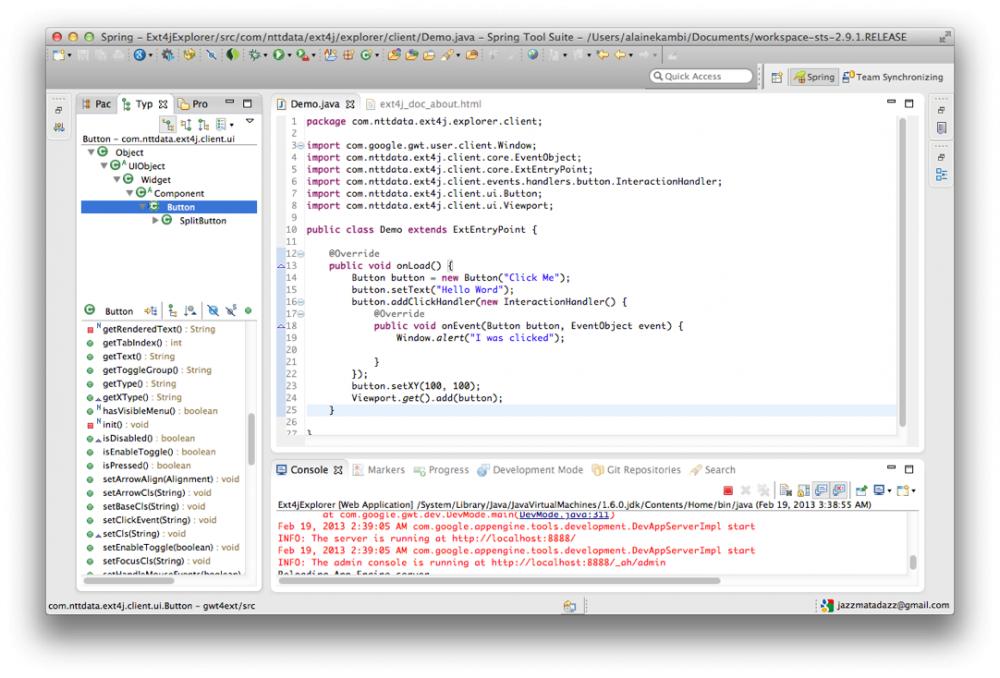 Spring - Ext4jExplorer/src/com/nttdata/ext4j/explorer/client/Demo.java - Spring Tool Suite - /Users/alainekambi/Documents/workspace-sts-2.9.1.RELEASE
Quick Access
Spring
Team Synchronizing
Pac
Typ
Pro
Button - com.nttdata.ext4j.client.ui
Object
UIObject
Widget
Component
Button
SplitButton
Button
getRenderedText() : String
getTabIndex() : int
getText() : String
getToggleGroup() : String
getType() : String
getXType() : String
hasVisibleMenu() : boolean
init() : void
isDisabled() : boolean
isEnableToggle() : boolean
isPressed() : boolean
setArrowAlign(Alignment) : void
setArrowCls(String) : void
setBaseCls(String) : void
setClickEvent(String) : void
setCls(String) : void
setEnableToggle(boolean) : void
setFocusCls(String) : void
setHandleMouseEvents(boolean)
Demo.java
ext4j_doc_about.html
1 package com.nttdata.ext4j.explorer.client;
2
3 import com.google.gwt.user.client.Window;
4 import com.nttdata.ext4j.client.core.EventObject;
5 import com.nttdata.ext4j.client.core.ExtEntryPoint;
6 import com.nttdata.ext4j.client.events.handlers.button.InteractionHandler;
7 import com.nttdata.ext4j.client.ui.Button;
8 import com.nttdata.ext4j.client.ui.Viewport;
9
10 public class Demo extends ExtEntryPoint {
11
12 @Override
13 public void onLoad() {
14 Button button = new Button("Click Me");
15 button.setText("Hello Word");
16 button.addClickHandler(new InteractionHandler() {
17 @Override
18 public void onEvent(Button button, EventObject event) {
19 Window.alert("I was clicked");
20
21 }
22 });
23 button.setXY(100, 100);
24 Viewport.get().add(button);
25 }
26
27 }
Console
Markers
Progress
Development Mode
Git Repositories
Search
Ext4jExplorer [Web Application] /System/Library/Java/JavaVirtualMachines/1.6.0.jdk/Contents/Home/bin/java (Feb 19, 2013 3:38:55 AM)
at com.google.gwt.dev.DevMode.main(DevMode.java:311)
Feb 19, 2013 2:39:05 AM com.google.appengine.tools.development.DevAppServerImpl start
INFO: The server is running at http://localhost:8888/
Feb 19, 2013 2:39:05 AM com.google.appengine.tools.development.DevAppServerImpl start
INFO: The admin console is running at http://localhost:8888/_ah/admin
Reloading App Engine server
com.nttdata.ext4j.client.ui.Button - gwt4ext/src
jazzmatadazz@gmail.com